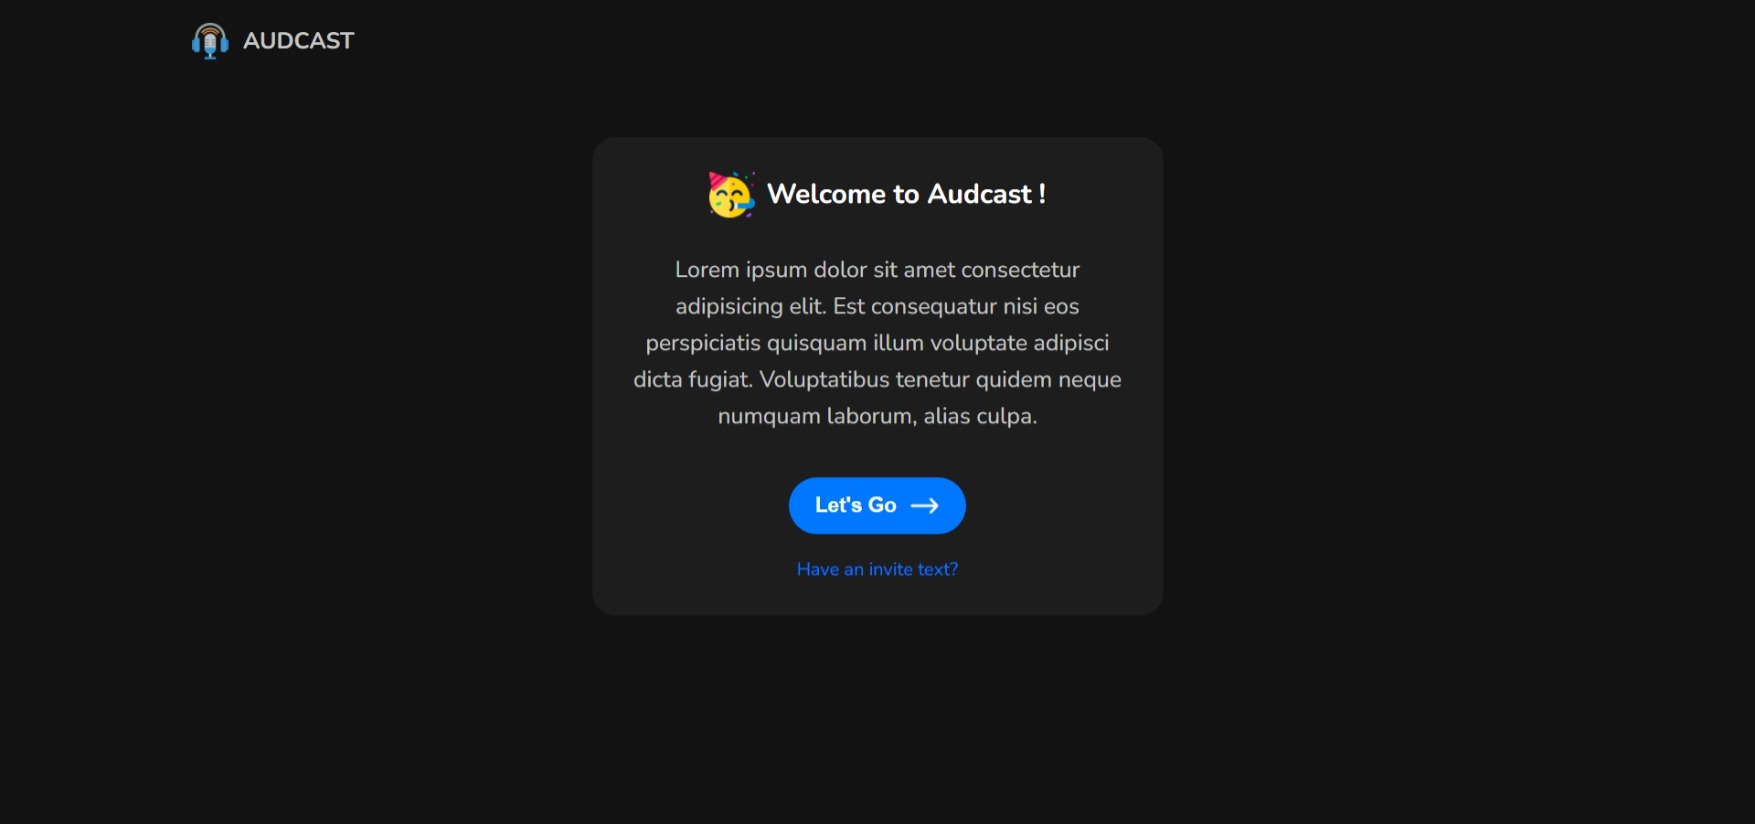 AUDCAST
Welcome to Audcast !
Lorem ipsum dolor sit amet consectetur
adipisicing elit. Est consequatur nisi eos
perspiciatis quisquam illum voluptate adipisci
dicta fugiat. Voluptatibus tenetur quidem neque
numquam laborum, alias culpa.
Let's Go
Have an invite text?